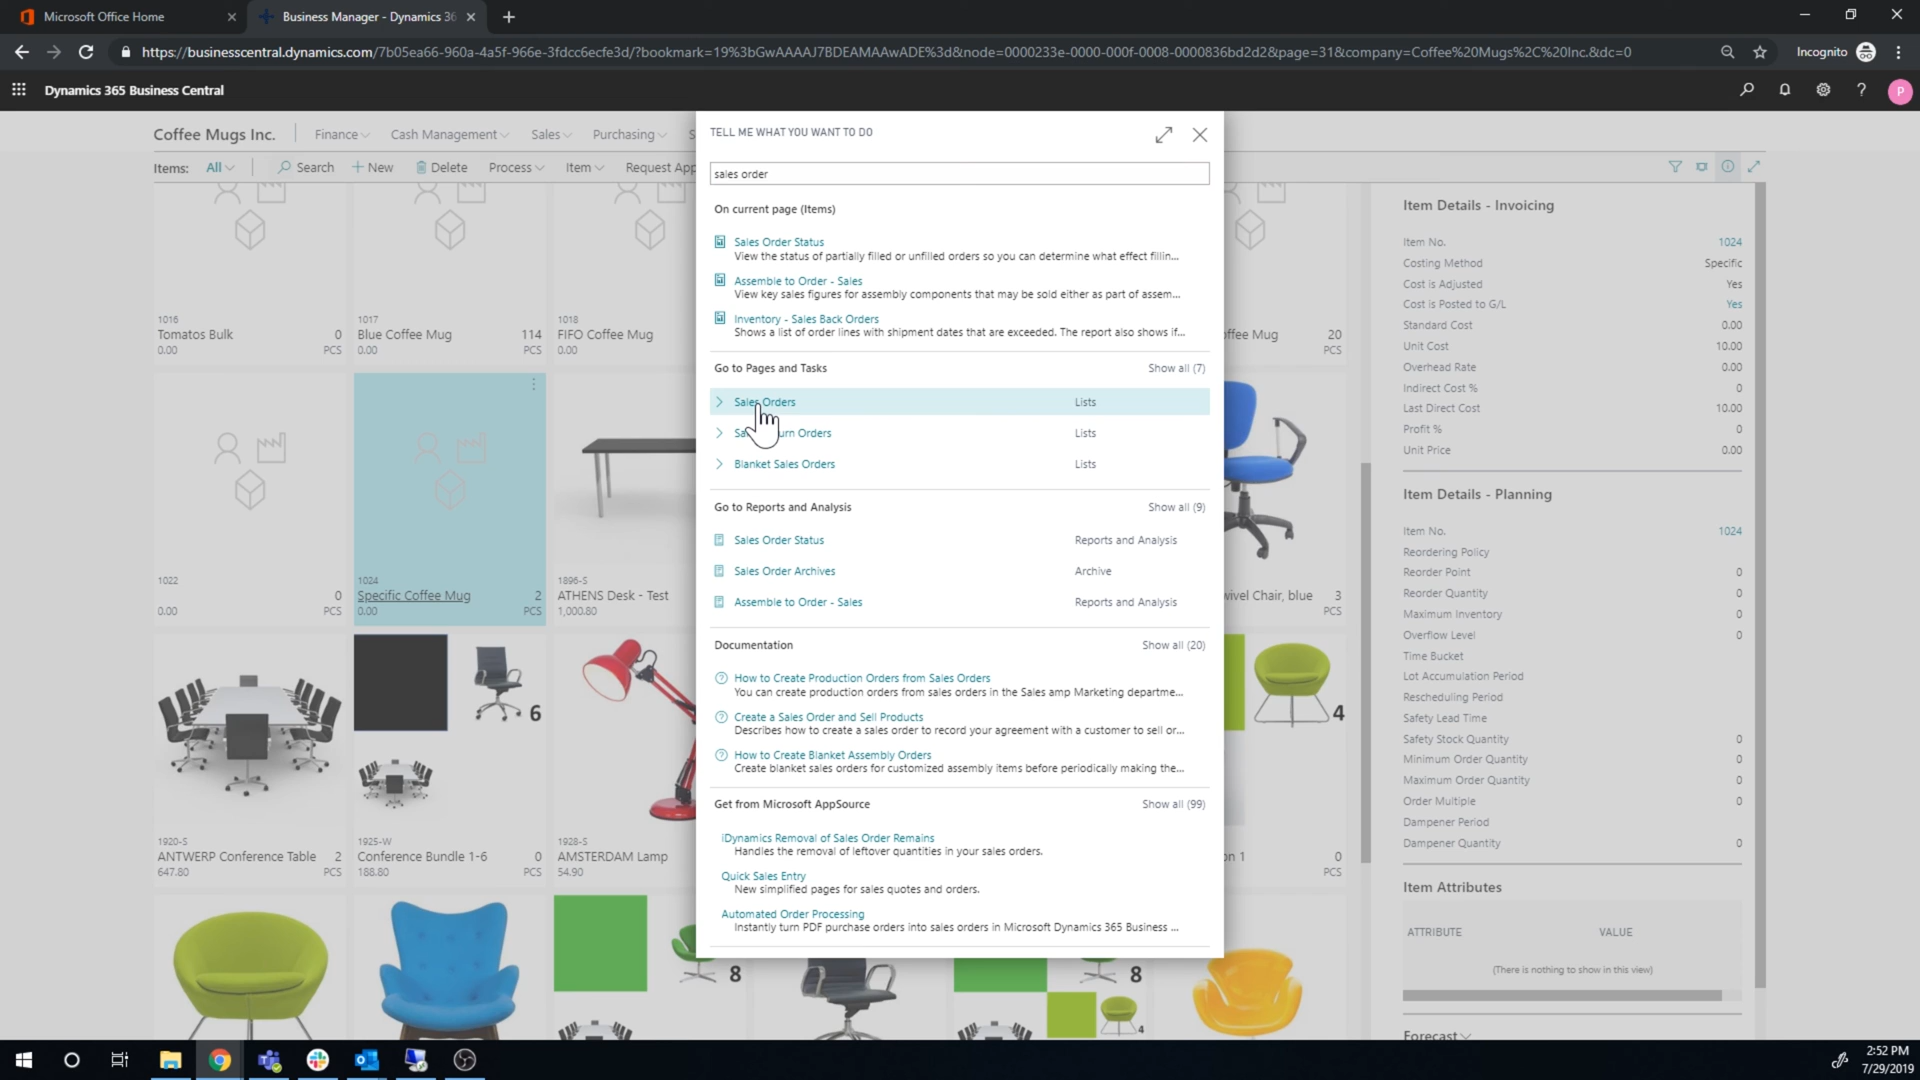 Microsoft Office Home
Business Manager - Dynamics 36
https://businesscentral.dynamics.com/7b05ea66-960a-4a5f-966e-3fdcc6ecfe3d/?bookmark=19%3bGwAAAAJ7BDEAMAAwADE%3d&node=0000233e-0000-000f-0008-0000836bd2d2&page=31&company=Coffee%20Mugs%2C%20Inc.&dc=0
Incognito
Dynamics 365 Business Central
P
Coffee Mugs Inc.
Finance
Cash Management
Sales
Purchasing
S
Items:
All
Search
New
Delete
Process
Item
Request App
TELL ME WHAT YOU WANT TO DO
sales order
On current page (Items)
Sales Order Status
View the status of partially filled or unfilled orders so you can determine what effect fillin...
Assemble to Order - Sales
View key sales figures for assembly components that may be sold either as part of assem...
Inventory - Sales Back Orders
Shows a list of order lines with shipment dates that are exceeded. The report also shows if...
Go to Pages and Tasks
Show all (7)
Sales Orders
Lists
Sa    urn Orders
Lists
Blanket Sales Orders
Lists
Go to Reports and Analysis
Show all (9)
Sales Order Status
Reports and Analysis
Sales Order Archives
Archive
Assemble to Order - Sales
Reports and Analysis
Documentation
Show all (20)
How to Create Production Orders from Sales Orders
You can create production orders from sales orders in the Sales amp Marketing departme...
Create a Sales Order and Sell Products
Describes how to create a sales order to record your agreement with a customer to sell or...
How to Create Blanket Assembly Orders
Create blanket sales orders for customized assembly items before periodically making the...
Get from Microsoft AppSource
Show all (99)
iDynamics Removal of Sales Order Remains
Handles the removal of leftover quantities in your sales orders.
Quick Sales Entry
New simplified pages for sales quotes and orders.
Automated Order Processing
Instantly turn PDF purchase orders into sales orders in Microsoft Dynamics 365 Business ...
1016
Tomatos Bulk 0
0.00 PCS
1017
Blue Coffee Mug 114
0.00 PCS
1018
FIFO Coffee Mug
0.00
ffee Mug 20
PCS
1022
0
0.00 PCS
1024
Specific Coffee Mug 2
0.00 PCS
1896-S
ATHENS Desk - Test
1,000.80
wivel Chair, blue 3
PCS
6
4
1920-S
ANTWERP Conference Table 2
647.80 PCS
1925-W
Conference Bundle 1-6 0
188.80 PCS
1928-S
AMSTERDAM Lamp
54.90
on 1 0
PCS
8
8
4
Item Details - Invoicing
Item No. 1024
Costing Method Specific
Cost is Adjusted Yes
Cost is Posted to G/L Yes
Standard Cost 0.00
Unit Cost 10.00
Overhead Rate 0.00
Indirect Cost % 0
Last Direct Cost 10.00
Profit % 0
Unit Price 0.00
Item Details - Planning
Item No. 1024
Reordering Policy
Reorder Point 0
Reorder Quantity 0
Maximum Inventory 0
Overflow Level 0
Time Bucket
Lot Accumulation Period
Rescheduling Period
Safety Lead Time
Safety Stock Quantity 0
Minimum Order Quantity 0
Maximum Order Quantity 0
Order Multiple 0
Dampener Period
Dampener Quantity 0
Item Attributes
ATTRIBUTE VALUE
(There is nothing to show in this view)
Forecast
2:52 PM
7/29/2019